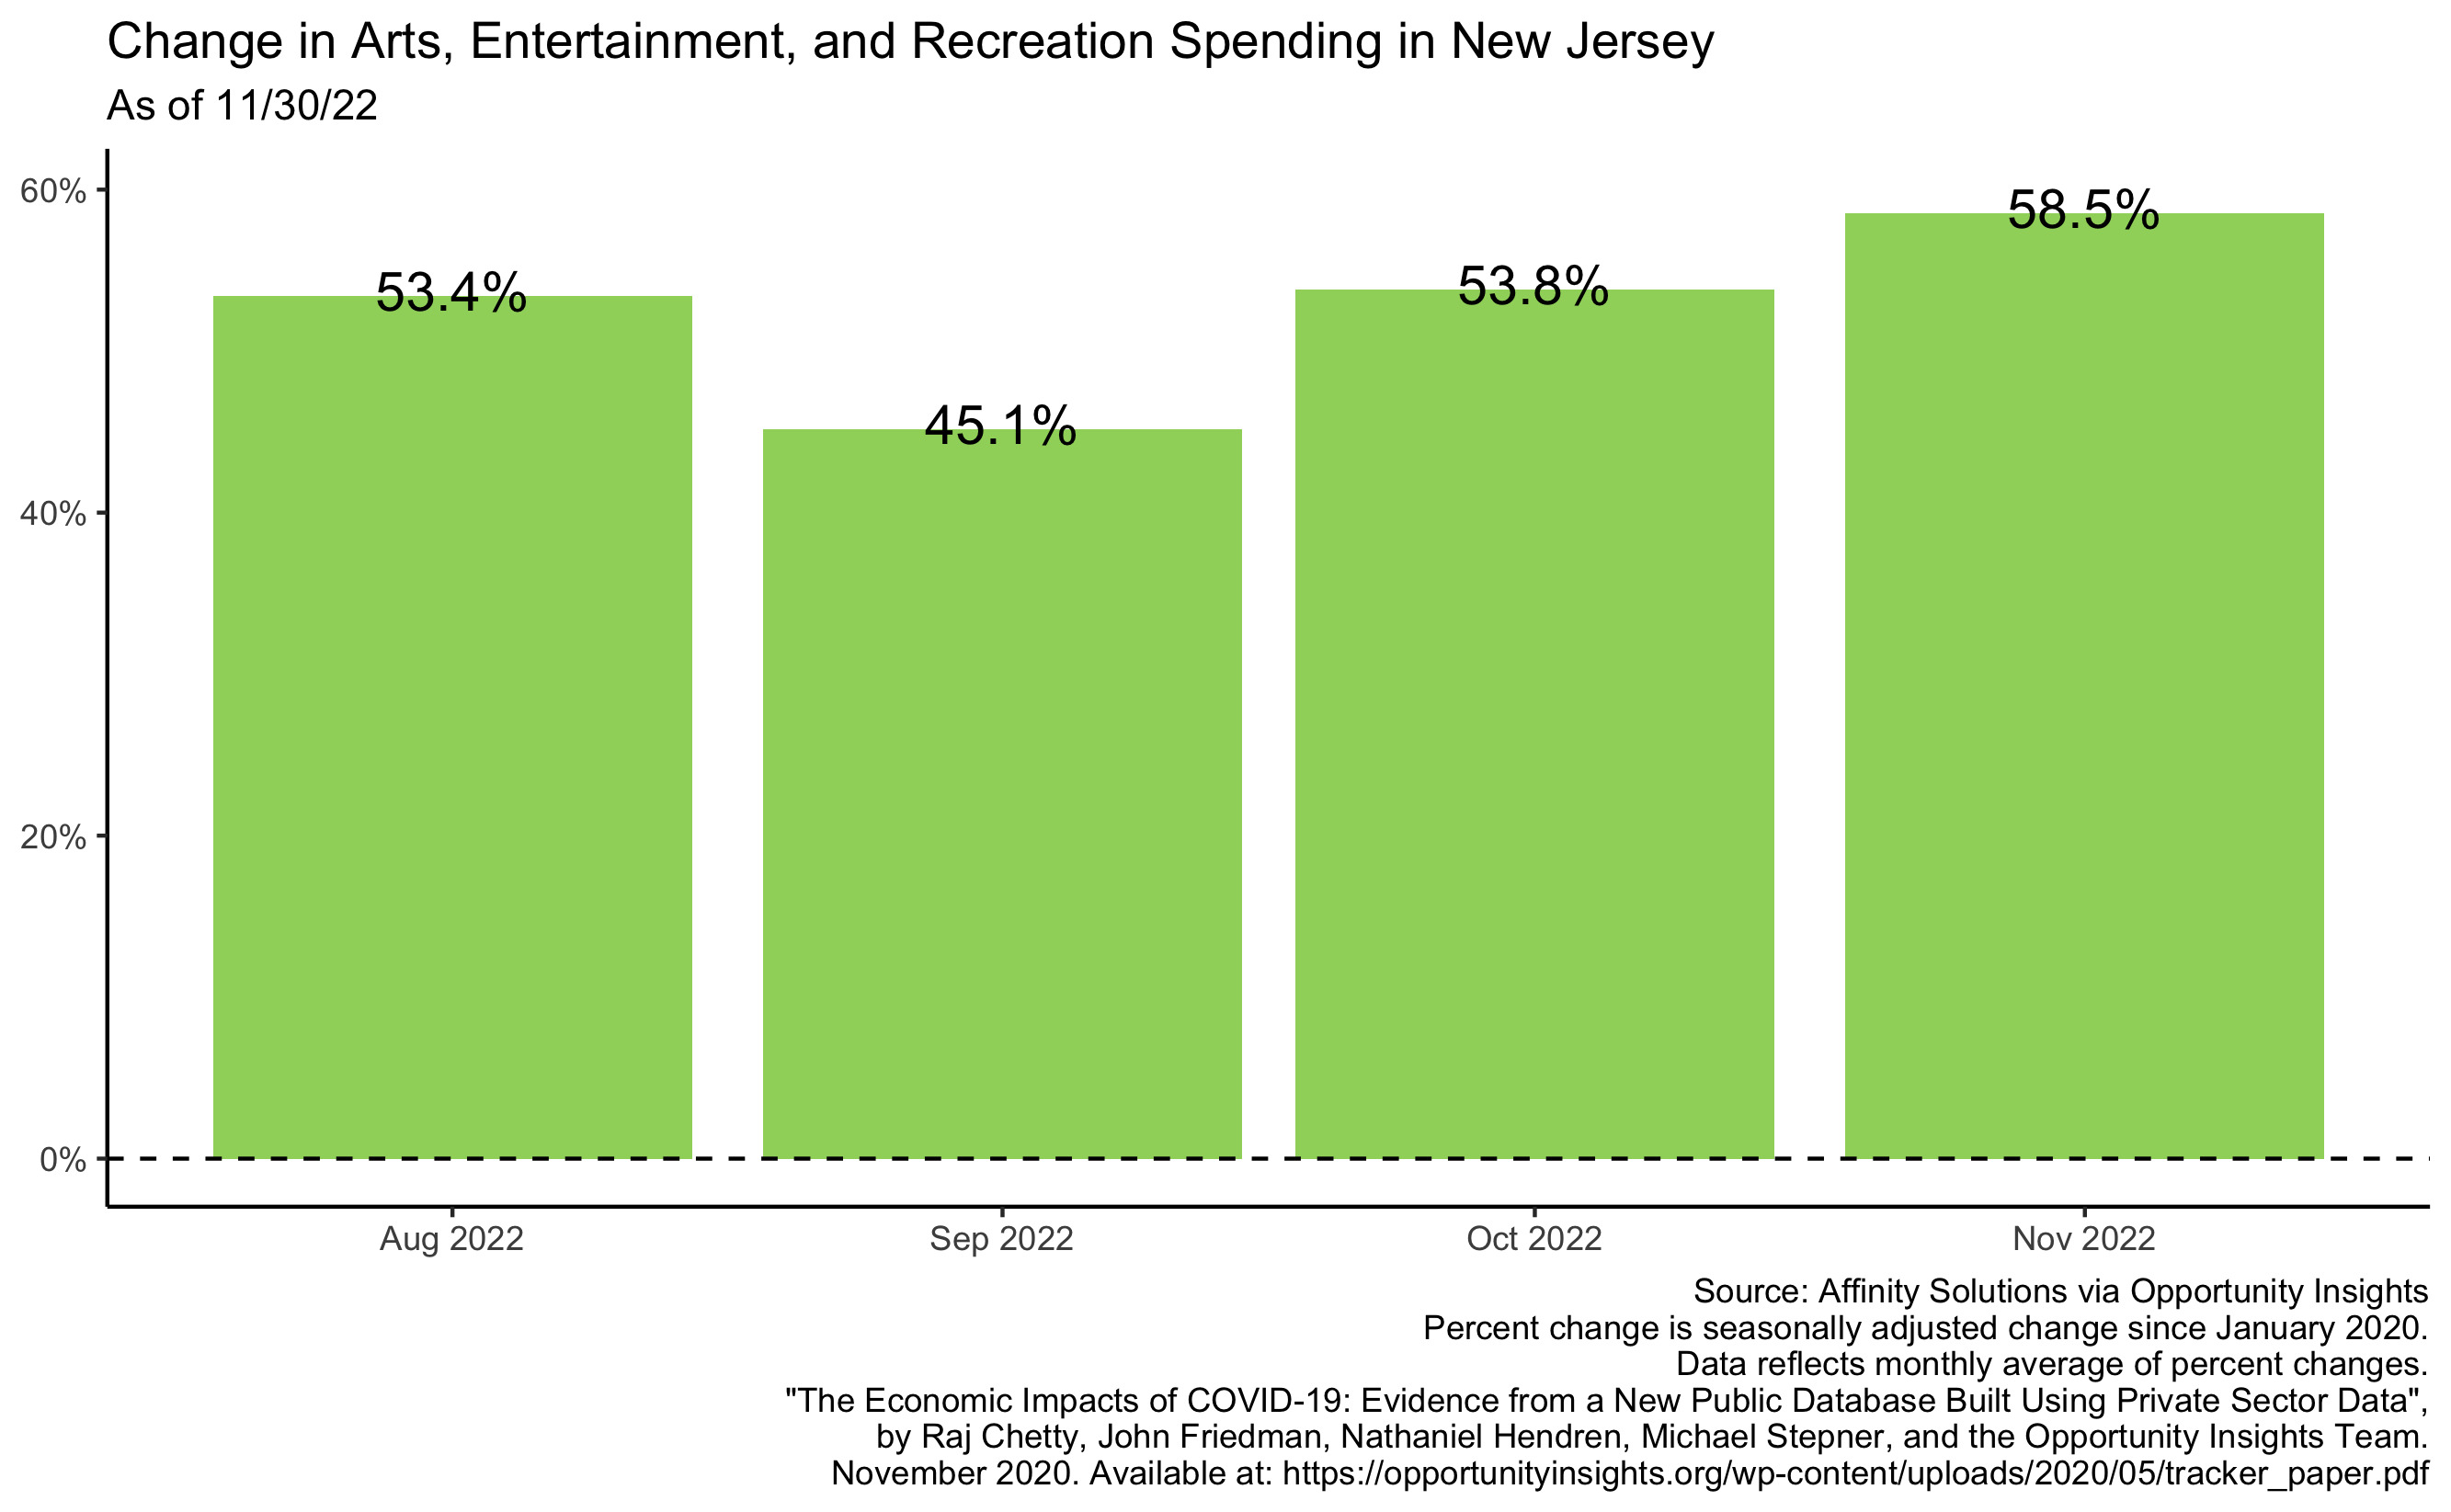 Change in Arts, Entertainment, and Recreation Spending in New Jersey
As of 11/30/22
60%
40%
20%
0%
53.4%
45.1%
53.8%
58.5%
Aug 2022
Sep 2022
Oct 2022
Nov 2022
Source: Affinity Solutions via Opportunity Insights
Percent change is seasonally adjusted change since January 2020.
Data reflects monthly average of percent changes.
"The Economic Impacts of COVID-19: Evidence from a New Public Database Built Using Private Sector Data",
by Raj Chetty, John Friedman, Nathaniel Hendren, Michael Stepner, and the Opportunity Insights Team.
November 2020. Available at: https://opportunityinsights.org/wp-content/uploads/2020/05/tracker_paper.pdf